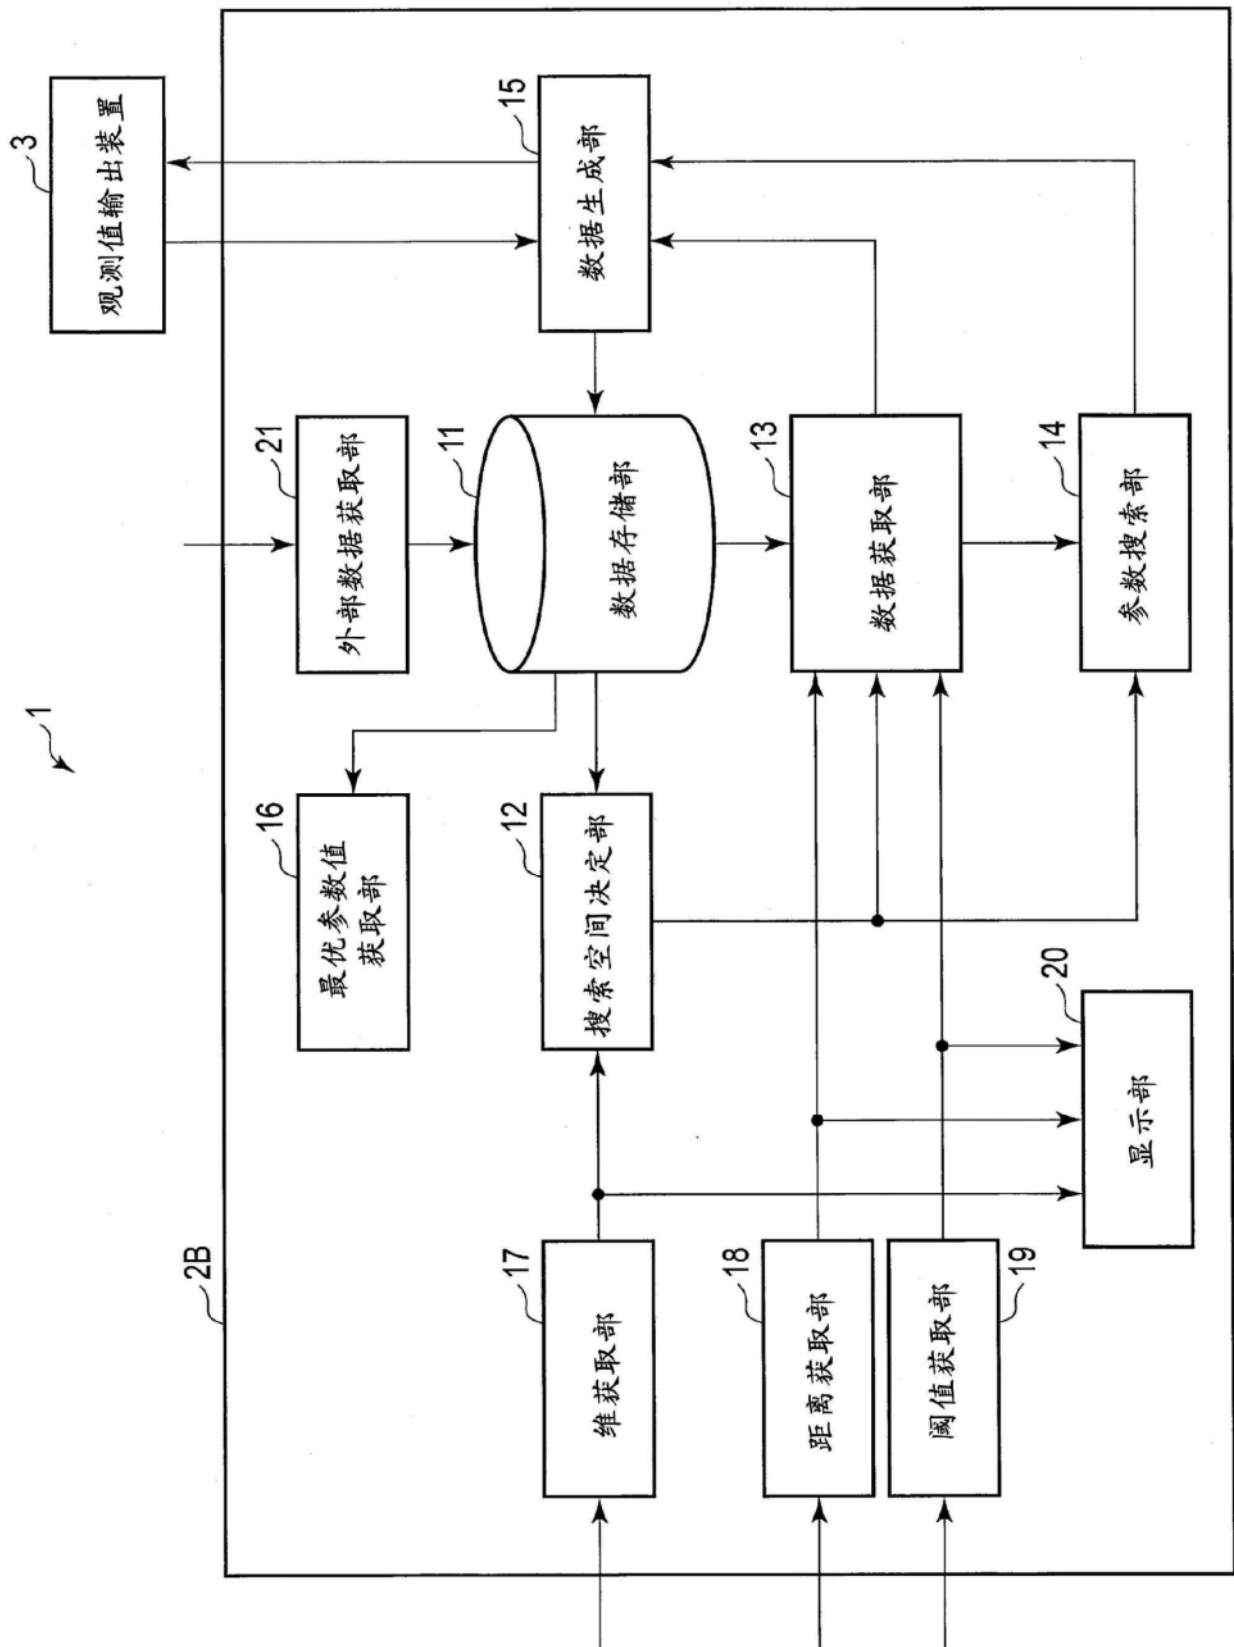 1
3
观测值输出装置
2B
16
最优参数值
获取部
21
外部数据获取部
17
维获取部
12
搜索空间决定部
11
数据存储部
15
数据生成部
18
距离获取部
13
数据获取部
19
阈值获取部
20
显示部
14
参数搜索部